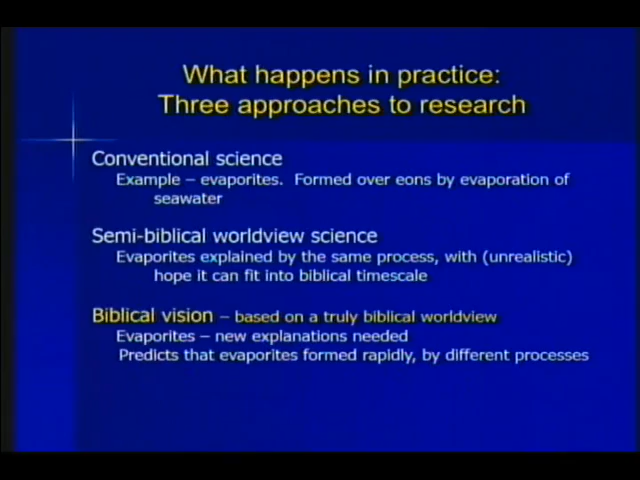 What happens in practice:
Three approaches to research
Conventional science
Example – evaporites. Formed over eons by evaporation of
seawater
Semi-biblical worldview science
Evaporites explained by the same process, with (unrealistic)
hope it can fit into biblical timescale
Biblical vision – based on a truly biblical worldview
Evaporites – new explanations needed
Predicts that evaporites formed rapidly, by different processes